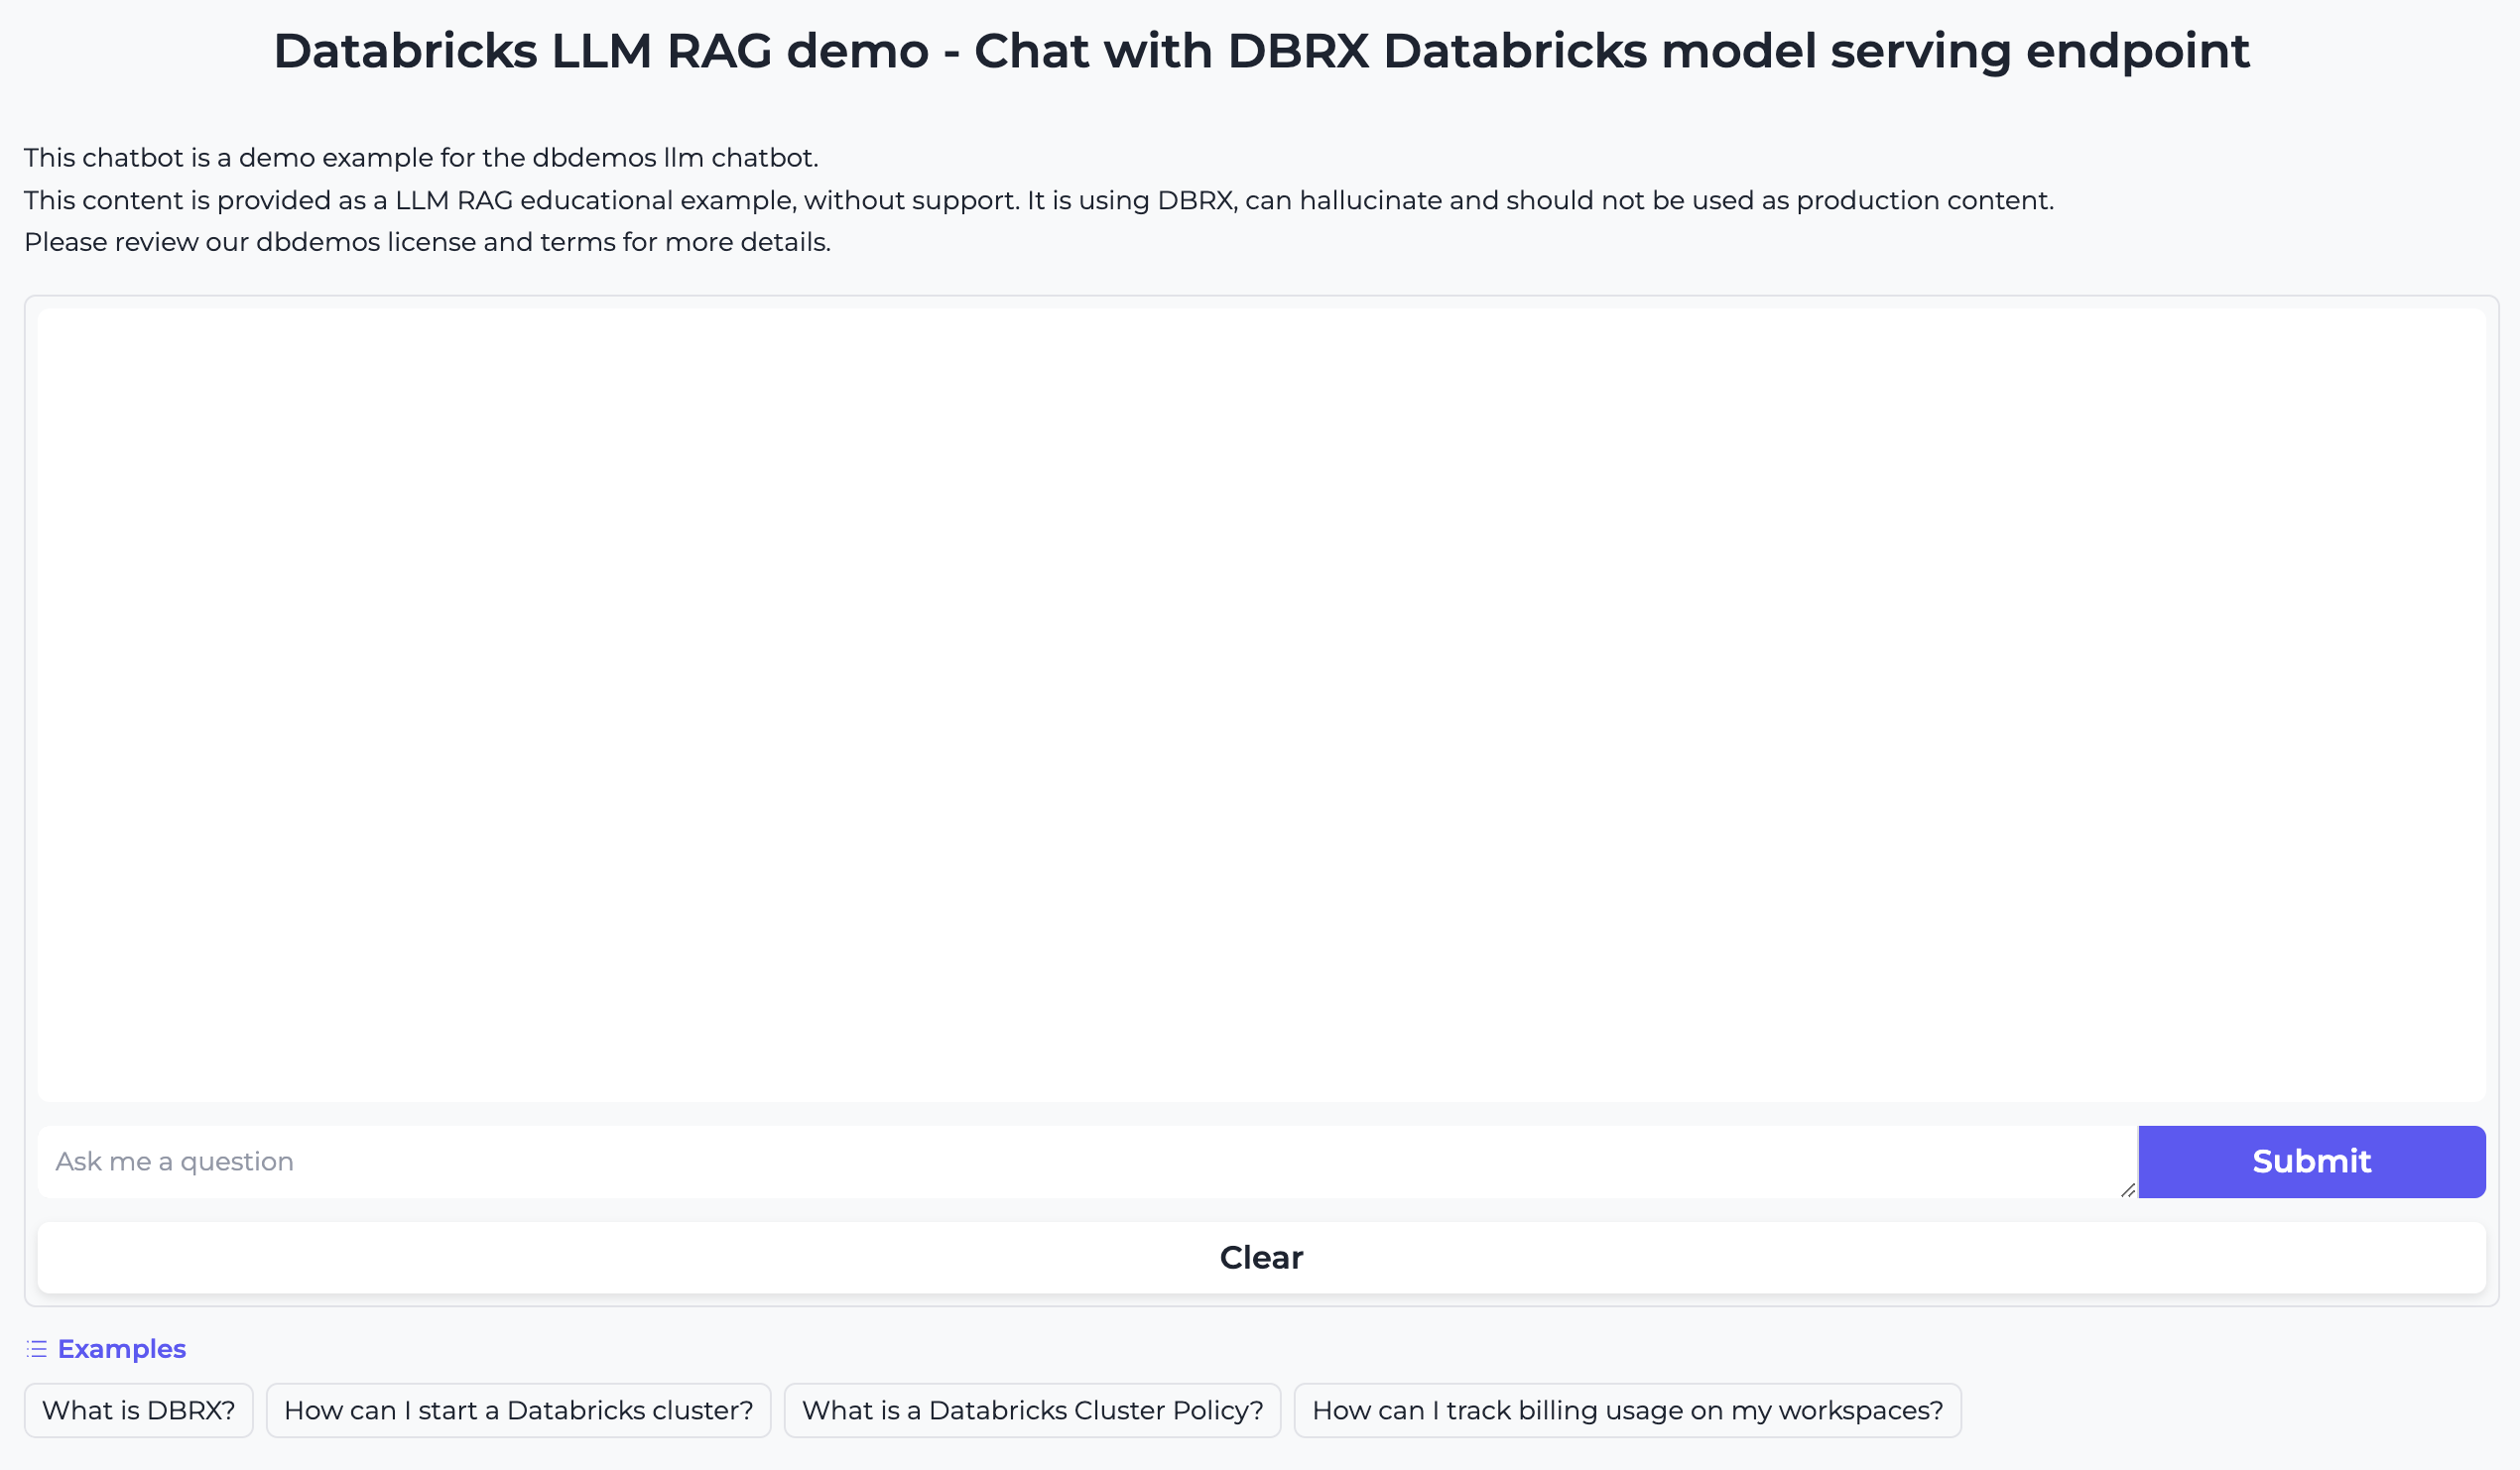 Databricks LLM RAG demo - Chat with DBRX Databricks model serving endpoint
This chatbot is a demo example for the dbdemos llm chatbot.
This content is provided as a LLM RAG educational example, without support. It is using DBRX, can hallucinate and should not be used as production content.
Please review our dbdemos license and terms for more details.
Ask me a question
Submit
Clear
Examples
What is DBRX?
How can I start a Databricks cluster?
What is a Databricks Cluster Policy?
How can I track billing usage on my workspaces?